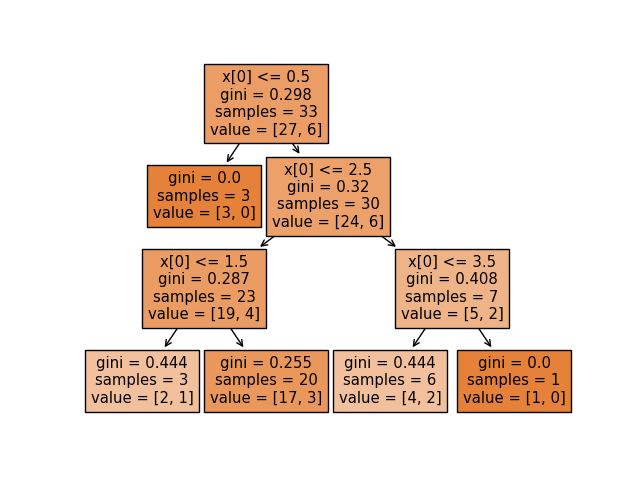 x[0] <= 0.5
gini = 0.298
samples = 33
value = [27, 6]
gini = 0.0
samples = 3
value = [3, 0]
x[0] <= 2.5
gini = 0.32
samples = 30
value = [24, 6]
x[0] <= 1.5
gini = 0.287
samples = 23
value = [19, 4]
x[0] <= 3.5
gini = 0.408
samples = 7
value = [5, 2]
gini = 0.444
samples = 3
value = [2, 1]
gini = 0.255
samples = 20
value = [17, 3]
gini = 0.444
samples = 6
value = [4, 2]
gini = 0.0
samples = 1
value = [1, 0]